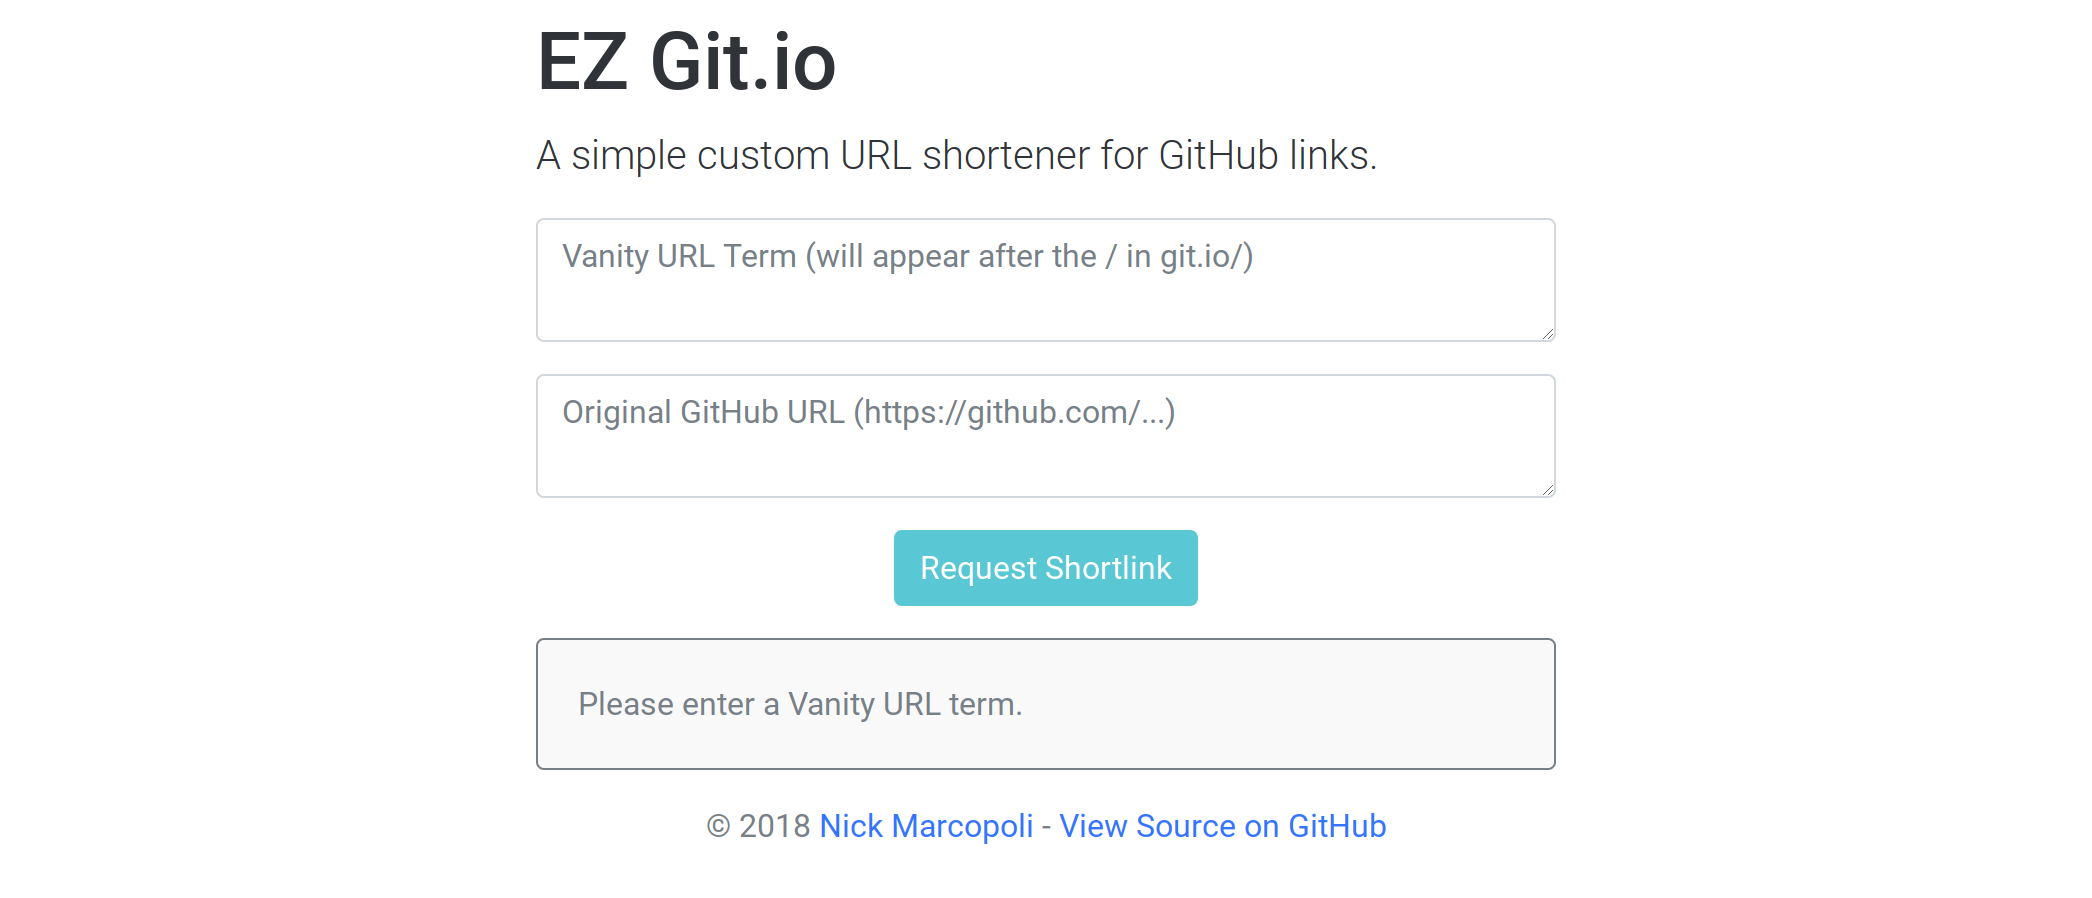 EZ Git.io
A simple custom URL shortener for GitHub links.
Vanity URL Term (will appear after the / in git.io/)
Original GitHub URL (https://github.com/...)
Request Shortlink
Please enter a Vanity URL term.
© 2018 Nick Marcopoli - View Source on GitHub